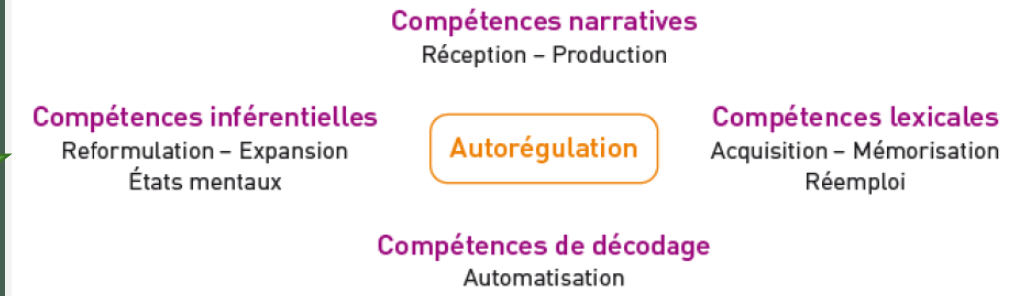 Compétences narratives
Réception – Production
Compétences inférentielles
Reformulation – Expansion
États mentaux
Autorégulation
Compétences lexicales
Acquisition – Mémorisation
Réemploi
Compétences de décodage
Automatisation